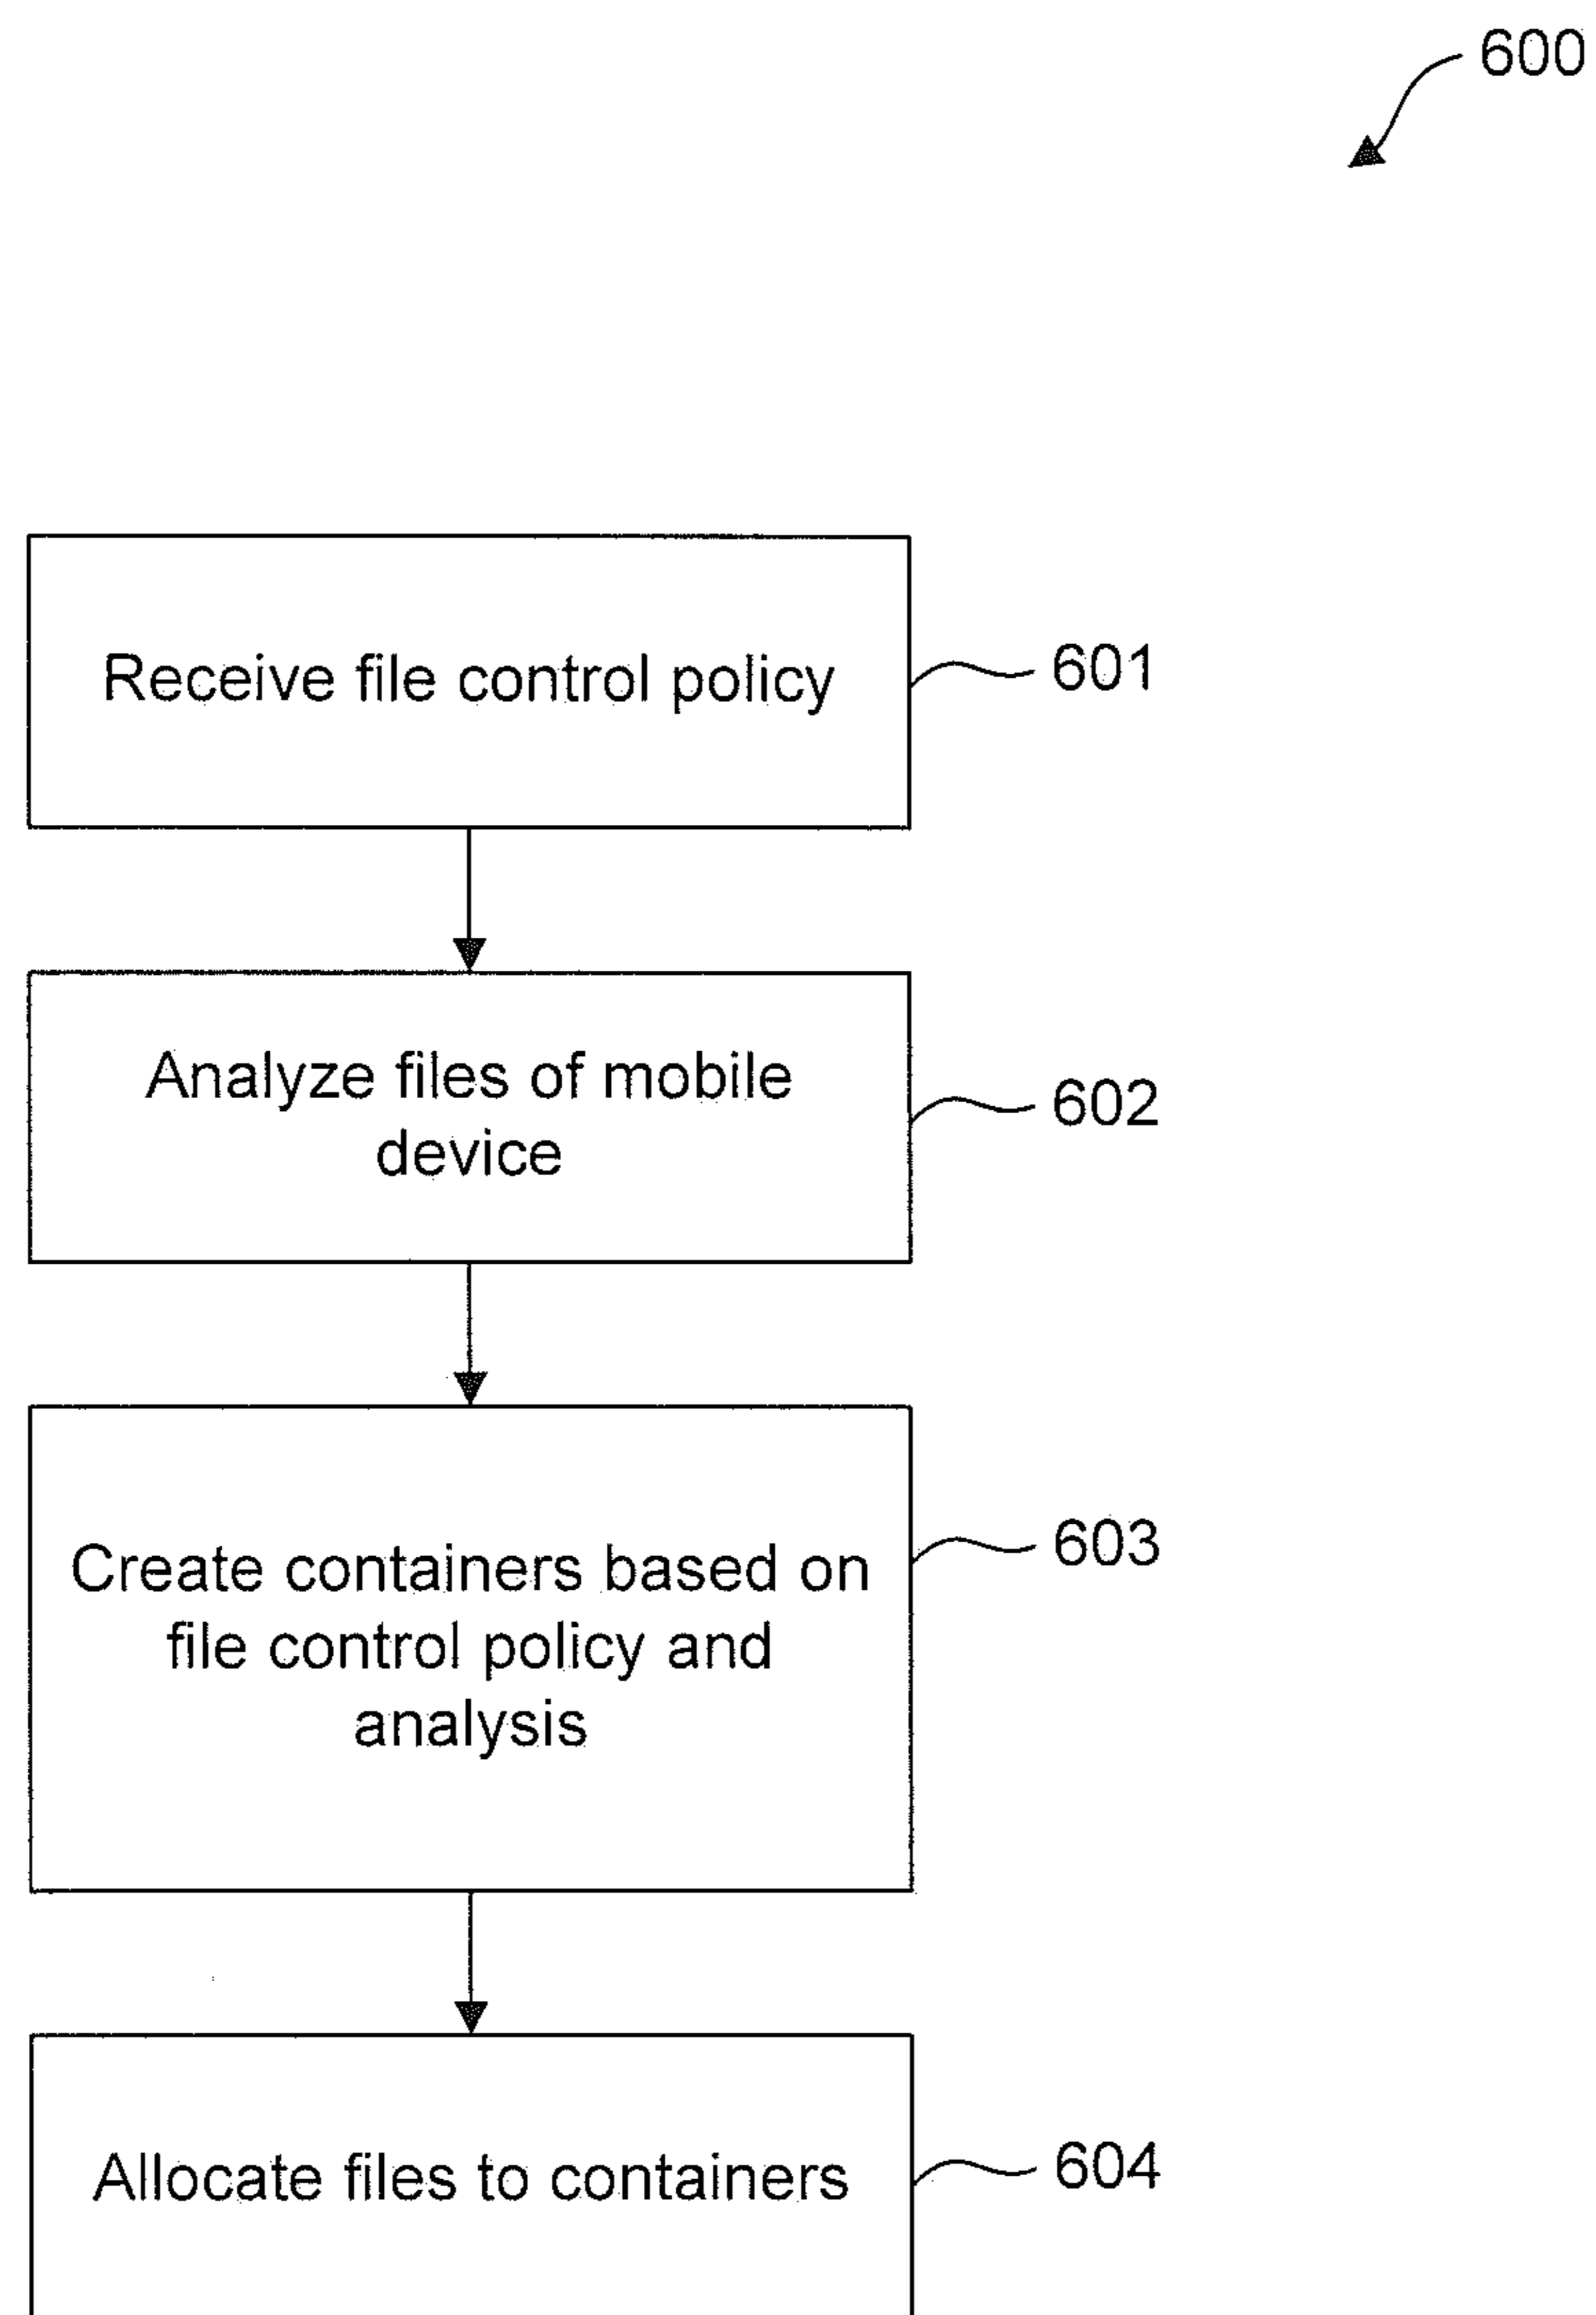 600
Receive file control policy
601
Analyze files of mobile
device
602
Create containers based on
file control policy and
analysis
603
Allocate files to containers
604